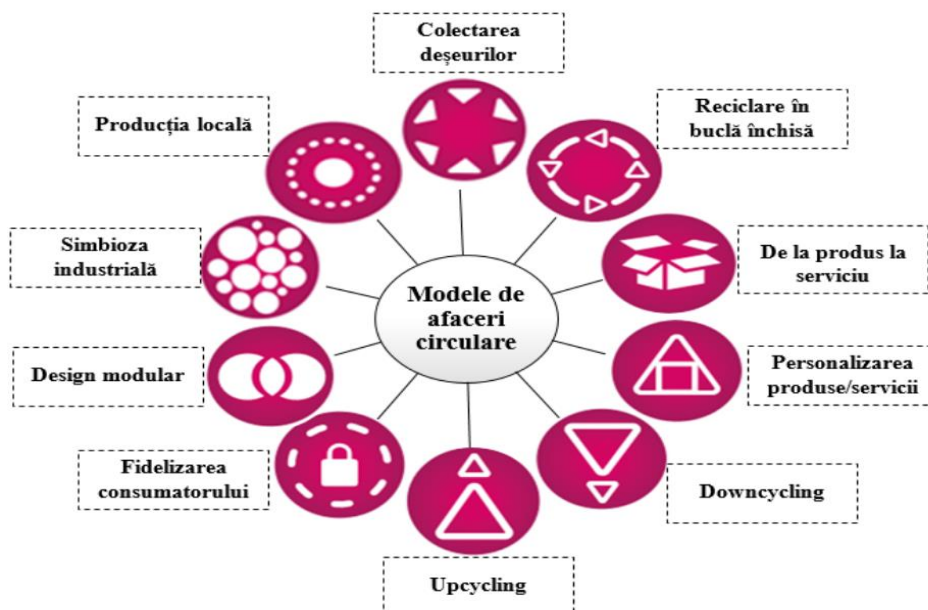 Colectarea
deșeurilor
Reciclare în
buclă închisă
De la produs la
serviciu
Personalizarea
produse/servicii
Downcycling
Upcycling
Fidelizarea
consumatorului
Design modular
Simbioza
industrială
Producția locală
Modele de
afaceri
circulare